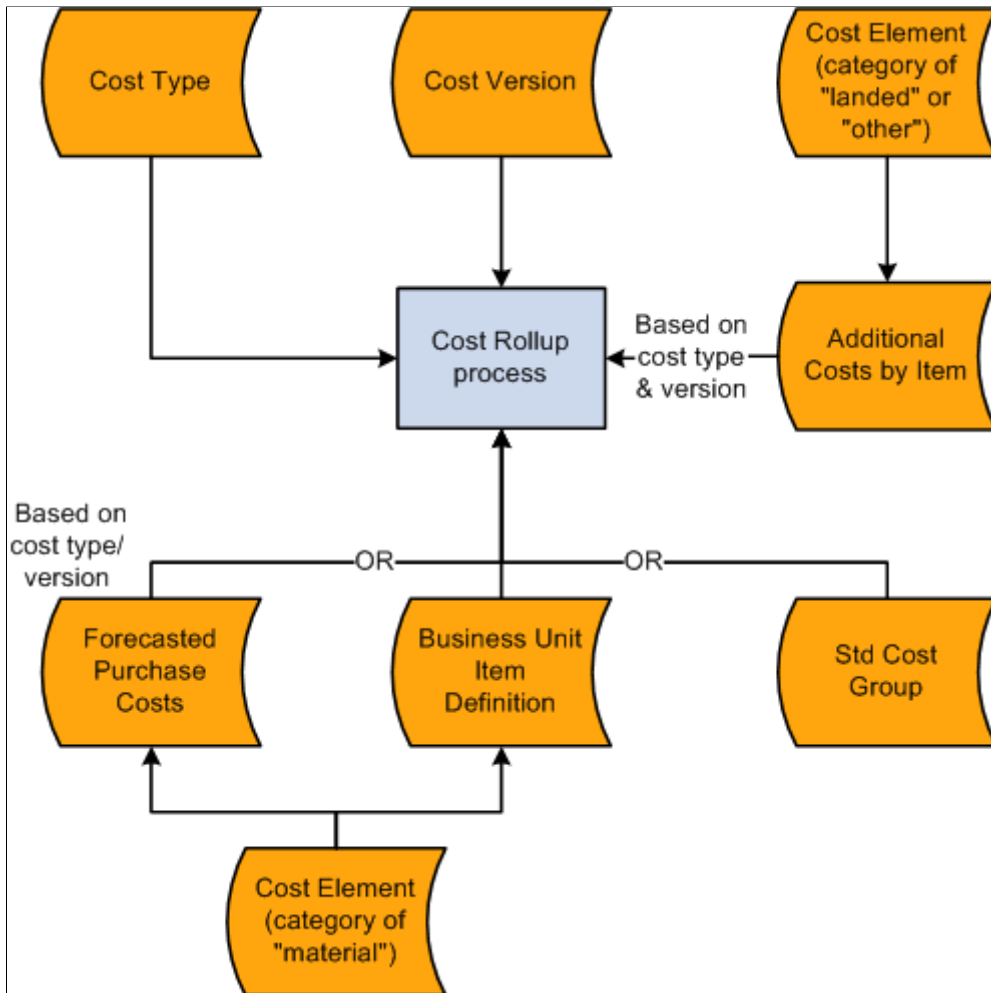 Cost Type
Cost Version
Cost Element
(category of
"landed" or
"other")
Cost Rollup
process
Based on
cost type
& version
Additional
Costs by Item
Based on
cost type/
version
OR
OR
Forecasted
Purchase
Costs
Business Unit
Item
Definition
Std Cost
Group
Cost Element
(category of
"material")